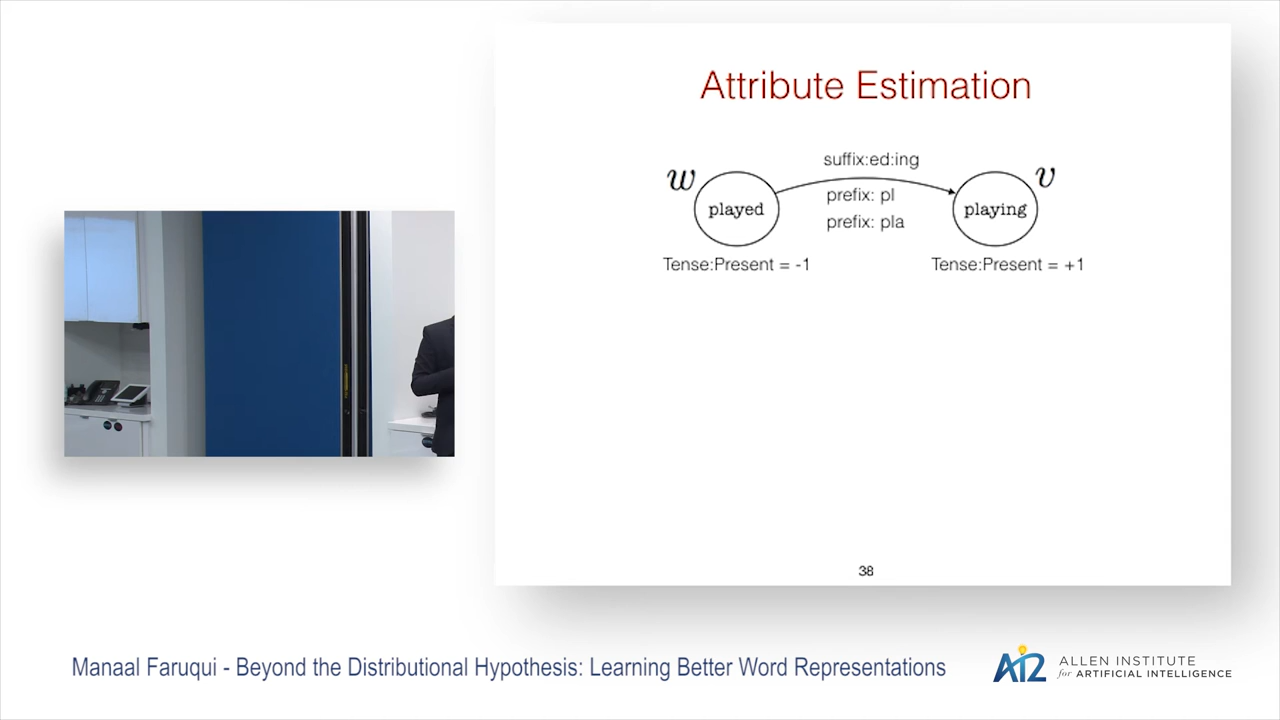 Attribute Estimation
suffix:ed:ing
w
v
prefix: pl
played
playing
prefix: pla
Tense:Present = -1
Tense:Present = +1
38
Manaal Faruqui - Beyond the Distributional Hypothesis: Learning Better Word Representations
AI2
ALLEN INSTITUTE
for ARTIFICIAL INTELLIGENCE